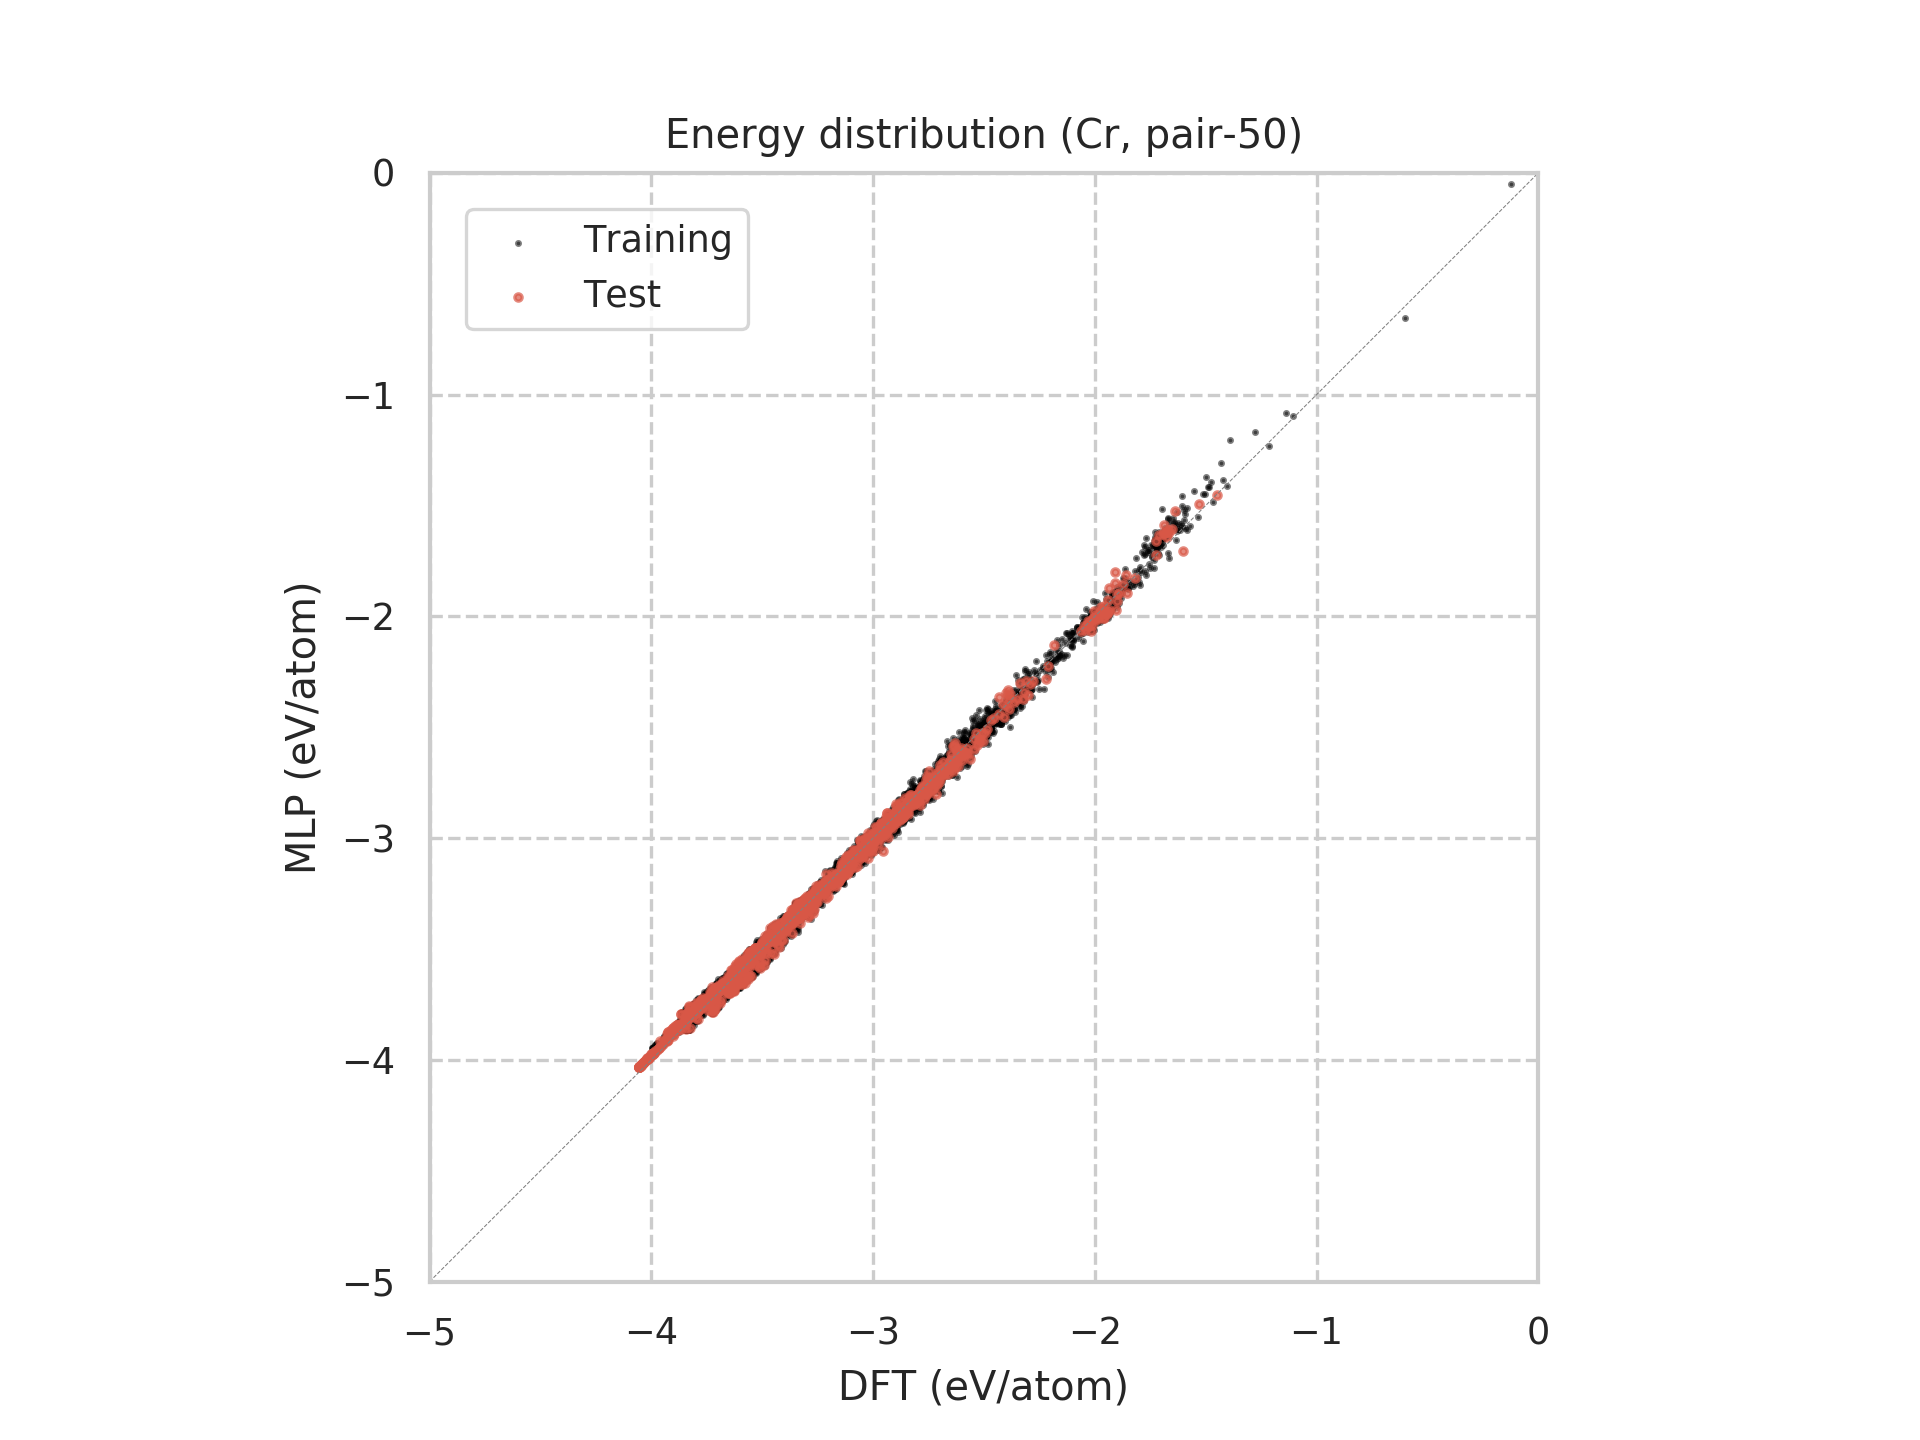 Energy distribution (Cr, pair-50)
0
−1
−2
−3
−4
−5
MLP (eV/atom)
Training
Test
−5
−4
−3
−2
−1
0
DFT (eV/atom)